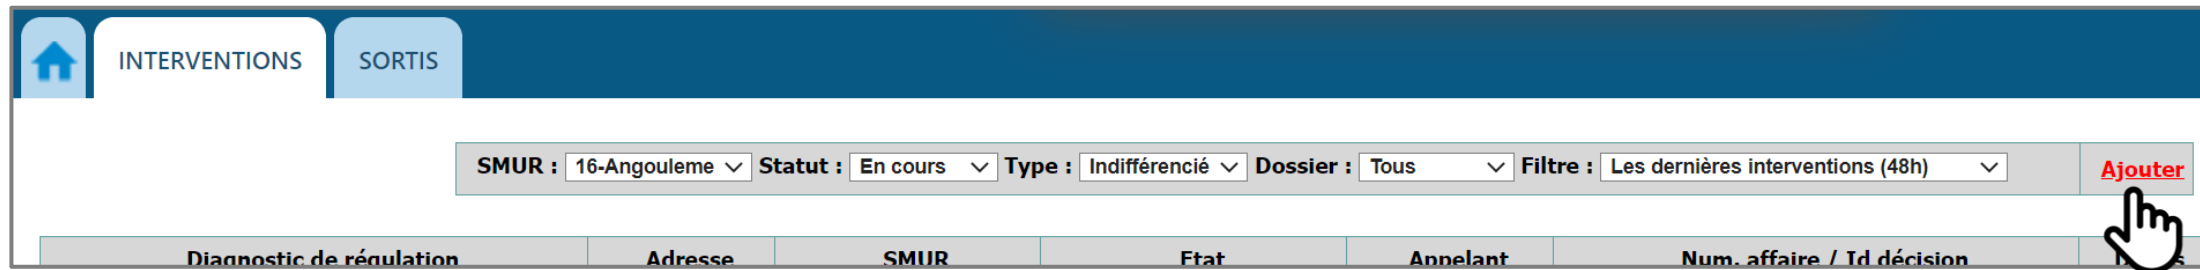 INTERVENTIONS SORTIS
SMUR : 16-Angouleme Statut : En cours Type : Indifférencié Dossier : Tous Filtre : Les dernières interventions (48h) Ajouter
Diagnostic de régulation Adresse SMUR Etat Appelant Num. affaire / Id décision